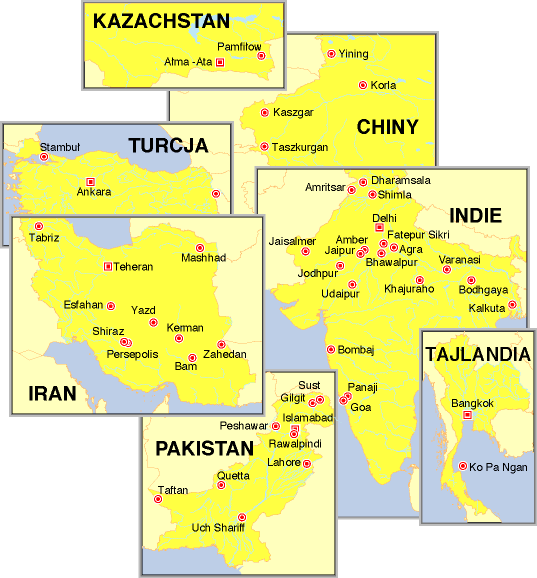 KAZACHSTAN
Pamfiłow
Ałma -Ata
Yining
Korla
Kaszgar
CHINY
Taszkurgan
TURCJA
Stambuł
Ankara
Dharamsala
Amritsar
Shimla
INDIE
Delhi
Fatepur Sikri
Jaisalmer
Amber
Agra
Jaipur
Bhawalpur
Varanasi
Jodhpur
Khajuraho
Bodhgaya
Udaipur
Kalkuta
Bombaj
Panaji
Goa
Tabriz
Mashhad
Teheran
Esfahan
Yazd
Shiraz
Kerman
Persepolis
Zahedan
Bam
IRAN
TAJLANDIA
Bangkok
Ko Pa Ngan
Sust
Gilgit
Islamabad
Peshawar
Rawalpindi
PAKISTAN
Lahore
Quetta
Taftan
Uch Shariff